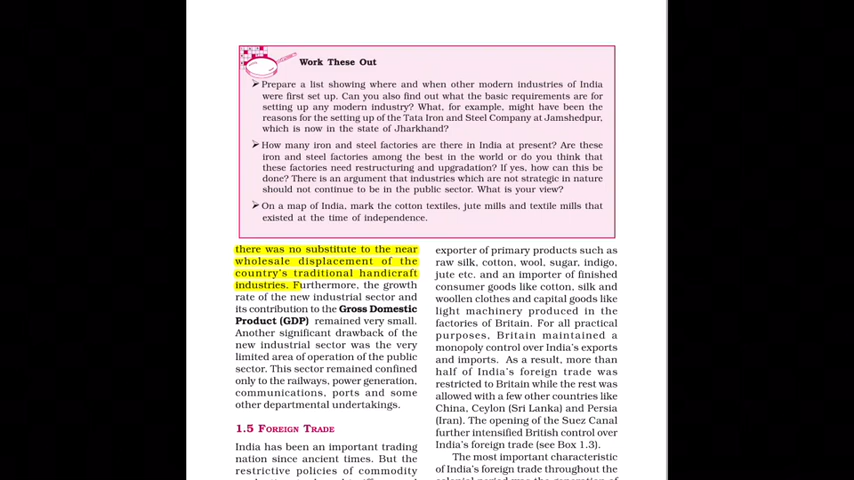 Work These Out
➢ Prepare a list showing where and when other modern industries of India
were first set up. Can you also find out what the basic requirements are for
setting up any modern industry? What, for example, might have been the
reasons for the setting up of the Tata Iron and Steel Company at Jamshedpur,
which is now in the state of Jharkhand?
➢ How many iron and steel factories are there in India at present? Are these
iron and steel factories among the best in the world or do you think that
these factories need restructuring and upgradation? If yes, how can this be
done? There is an argument that industries which are not strategic in nature
should not continue to be in the public sector. What is your view?
➢ On a map of India, mark the cotton textiles, jute mills and textile mills that
existed at the time of independence.
there was no substitute to the near
wholesale displacement of the
country's traditional handicraft
industries. Furthermore, the growth
rate of the new industrial sector and
its contribution to the Gross Domestic
Product (GDP) remained very small.
Another significant drawback of the
new industrial sector was the very
limited area of operation of the public
sector. This sector remained confined
only to the railways, power generation,
communications, ports and some
other departmental undertakings.
1.5 FOREIGN TRADE
India has been an important trading
nation since ancient times. But the
restrictive policies of commodity
exporter of primary products such as
raw silk, cotton, wool, sugar, indigo,
jute etc. and an importer of finished
consumer goods like cotton, silk and
woollen clothes and capital goods like
light machinery produced in the
factories of Britain. For all practical
purposes, Britain maintained a
monopoly control over India's exports
and imports. As a result, more than
half of India's foreign trade was
restricted to Britain while the rest was
allowed with a few other countries like
China, Ceylon (Sri Lanka) and Persia
(Iran). The opening of the Suez Canal
further intensified British control over
India's foreign trade (see Box 1.3).
The most important characteristic
of India's foreign trade throughout the